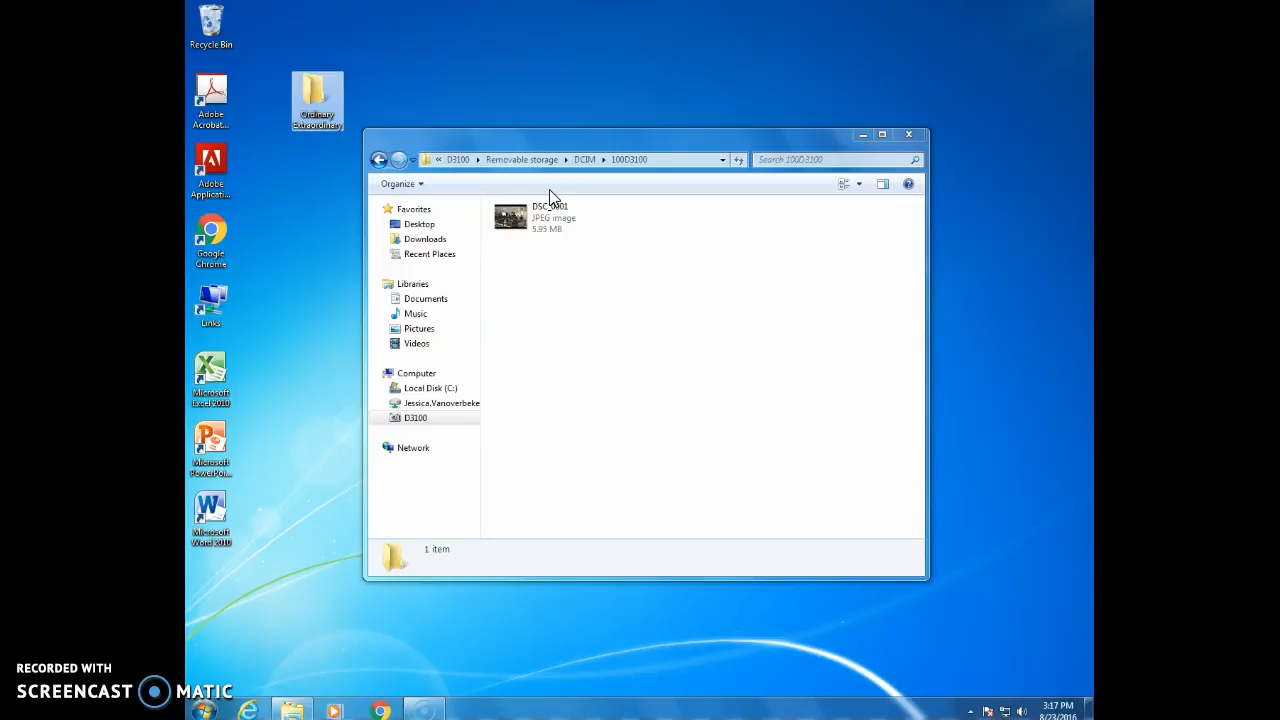 Recycle Bin
Adobe
Acrobat...
Ordinary
Extraordinary
Adobe
Applicati...
Google
Chrome
Links
Microsoft
Excel 2010
Microsoft
PowerPoi...
Microsoft
Word 2010
« D3100 Removable storage DCIM 100D3100
Search 100D3100
Organize
Favorites
Desktop
Downloads
Recent Places
Libraries
Documents
Music
Pictures
Videos
Computer
Local Disk (C:)
Jessica.Vanoverbeke
D3100
Network
DSC_0001
JPEG image
5.95 MB
1 item
RECORDED WITH
SCREENCAST MATIC
3:17 PM
8/23/2016